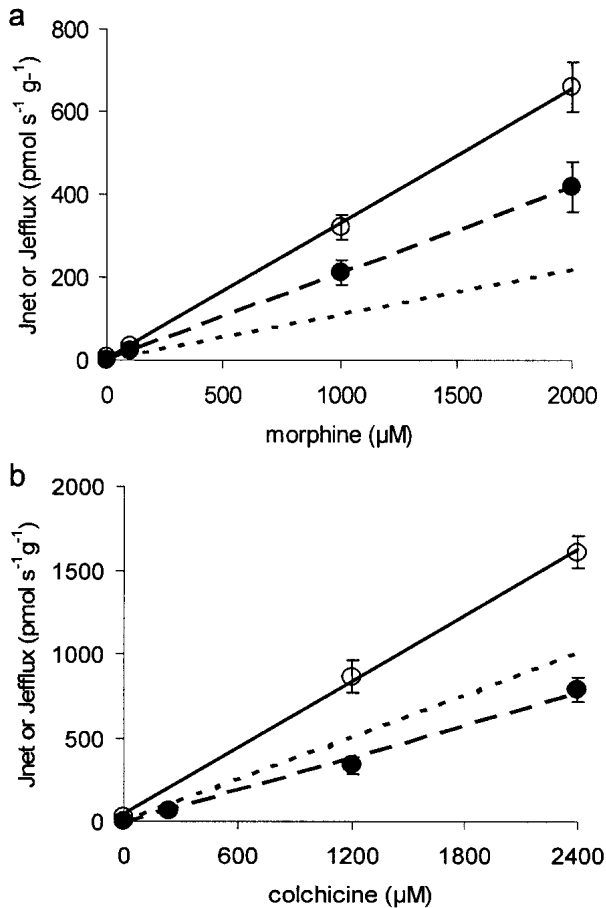 a
Jnet or Jefflux (pmol s⁻¹ g-¹)
800
600
400
200
0
0 500 1000 1500 2000
morphine (µM)
b
Jnet or Jefflux (pmol s⁻¹g⁻¹)
2000
1500
1000
500
0
0 600 1200 1800 2400
colchicine (µM)